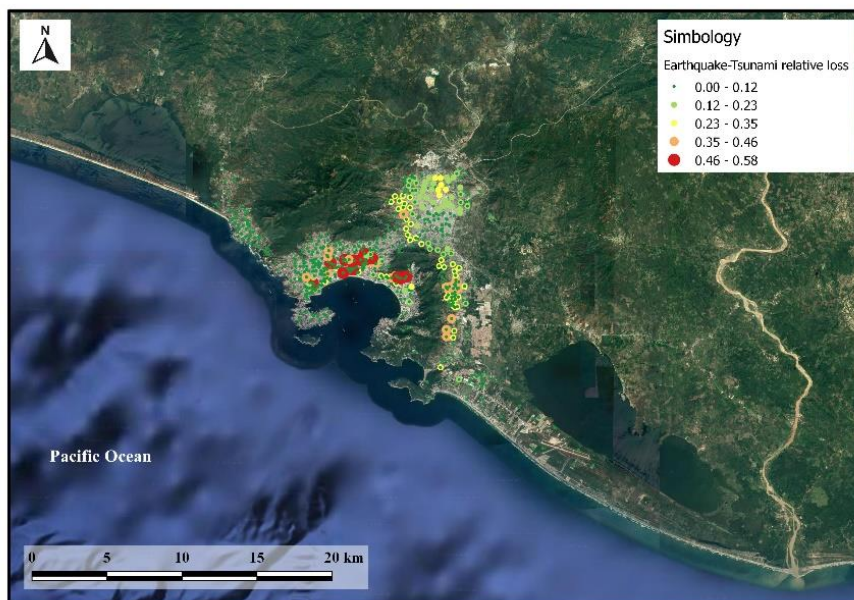 N
Simbology
Earthquake-Tsunami relative loss
0.00 - 0.12
0.12 - 0.23
0.23 - 0.35
0.35 - 0.46
0.46 - 0.58
Pacific Ocean
0 5 10 15 20 km